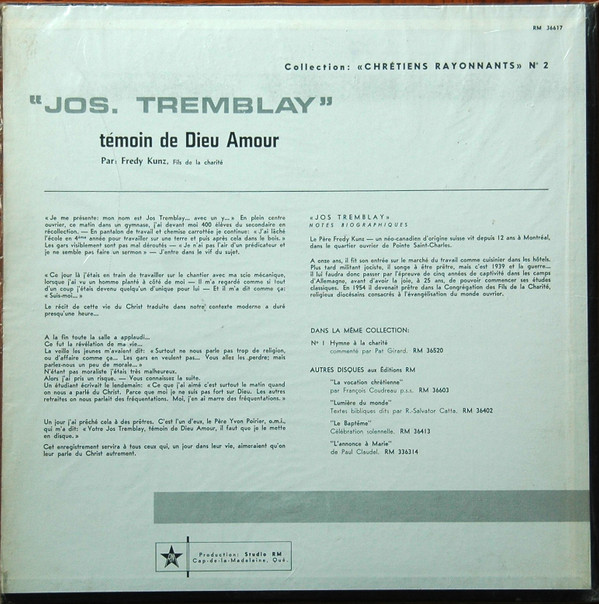 RM 36617
Collection: «CHRÉTIENS RAYONNANTS» N° 2
"JOS. TREMBLAY"
témoin de Dieu Amour
Par: Fredy Kunz, Fils de la charité
« Je me présente: mon nom est Jos Tremblay... avec un y... » En plein centre
ouvrier, ce matin dans un gymnase, j'ai devant moi 400 élèves du secondaire en
récollection. — En pantalon de travail et chemise carrottée je continue: « J'ai lâché
l'école en 4ème année pour travailler sur une terre et puis après cela dans le bois. »
Les gars visiblement sont pas mal déroutés — « Je n'ai pas l'air d'un prédicateur et
je ne semble pas faire un sermon » — J'entre dans le vif du sujet.
« Ce jour là j'étais en train de travailler sur le chantier avec ma scie mécanique,
lorsque j'ai vu un homme planté à côté de moi — Il m'a regardé comme si tout
d'un coup j'étais devenu quelqu'un d'unique pour lui — Et il m'a dit comme ça:
« Suis-moi... »
Le récit de cette vie du Christ traduite dans notre contexte moderne a duré
presqu'une heure...
A la fin toute la salle a applaudi...
Ce fut la révélation de ma vie...
La veille les jeunes m'avaient dit: « Surtout ne nous parle pas trop de religion,
ou d'affaire comme ça... Les gars en veulent pas... Vous allez les perdre; mais
parlez-nous un peu de morale... »
N'étant pas moraliste j'étais très malheureux.
Alors j'ai pris un risque. — Vous connaissez la suite.
Un étudiant écrivait le lendemain: « Ce que j'ai aimé c'est surtout le matin quand
on nous a parlé du Christ. Parce que moi je ne suis pas fort sur Dieu. Les autres
retraites on nous parlait des fréquentations. Moi, j'en ai marre des fréquentations. »
Un jour j'ai prêché cela à des prêtres. C'est l'un d'eux, le Père Yvon Poirier, o.m.i.,
qui m'a dit: « Votre Jos Tremblay, témoin de Dieu Amour, il faut que je le mette
en disque. »
Cet enregistrement servira à tous ceux qui, un jour dans leur vie, aimeraient qu'on
leur parle du Christ autrement.
«JOS TREMBLAY»
NOTES BIOGRAPHIQUES
Le Père Fredy Kunz — un néo-canadien d'origine suisse vit depuis 12 ans à Montréal,
dans le quartier ouvrier de Pointe Saint-Charles.
A onze ans, il fit son entrée sur le marché du travail comme cuisinier dans les hôtels.
Plus tard militant jociste, il songe à être prêtre, mais c'est 1939 et la guerre...
il lui faudra donc passer par l'épreuve de cinq années de captivité dans les camps
d'Allemagne, avant d'avoir la joie, à 25 ans, de pouvoir commencer ses études
classiques. En 1954 il devenait prêtre dans la Congrégation des Fils de la Charité,
religieux diocésains consacrés à l'évangélisation du monde ouvrier.
DANS LA MÊME COLLECTION:
No 1 Hymne à la charité
commenté par Pat Girard. RM 36520
AUTRES DISQUES aux Éditions RM
"La vocation chrétienne"
par François Coudreau p.s.s. RM 36603
"Lumière du monde"
Textes bibliques dits par R.-Salvator Catta. RM 36402
"Le Baptême"
Célébration solennelle. RM 36413
"L'annonce à Marie"
de Paul Claudel. RM 336314
Production: Studio RM
Cap-de-la-Madeleine, Qué.